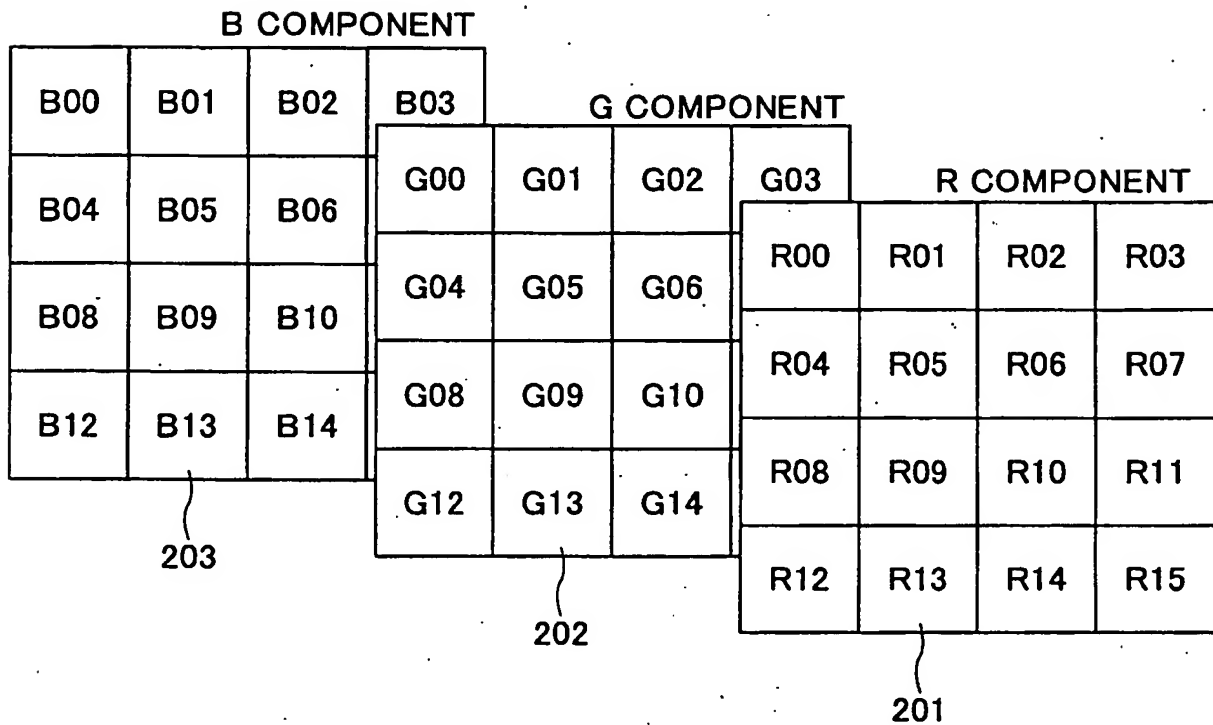 B COMPONENT
B00 B01 B02 B03
B04 B05 B06
B08 B09 B10
B12 B13 B14
203
G COMPONENT
G00 G01 G02 G03
G04 G05 G06
G08 G09 G10
G12 G13 G14
202
R COMPONENT
R00 R01 R02 R03
R04 R05 R06 R07
R08 R09 R10 R11
R12 R13 R14 R15
201